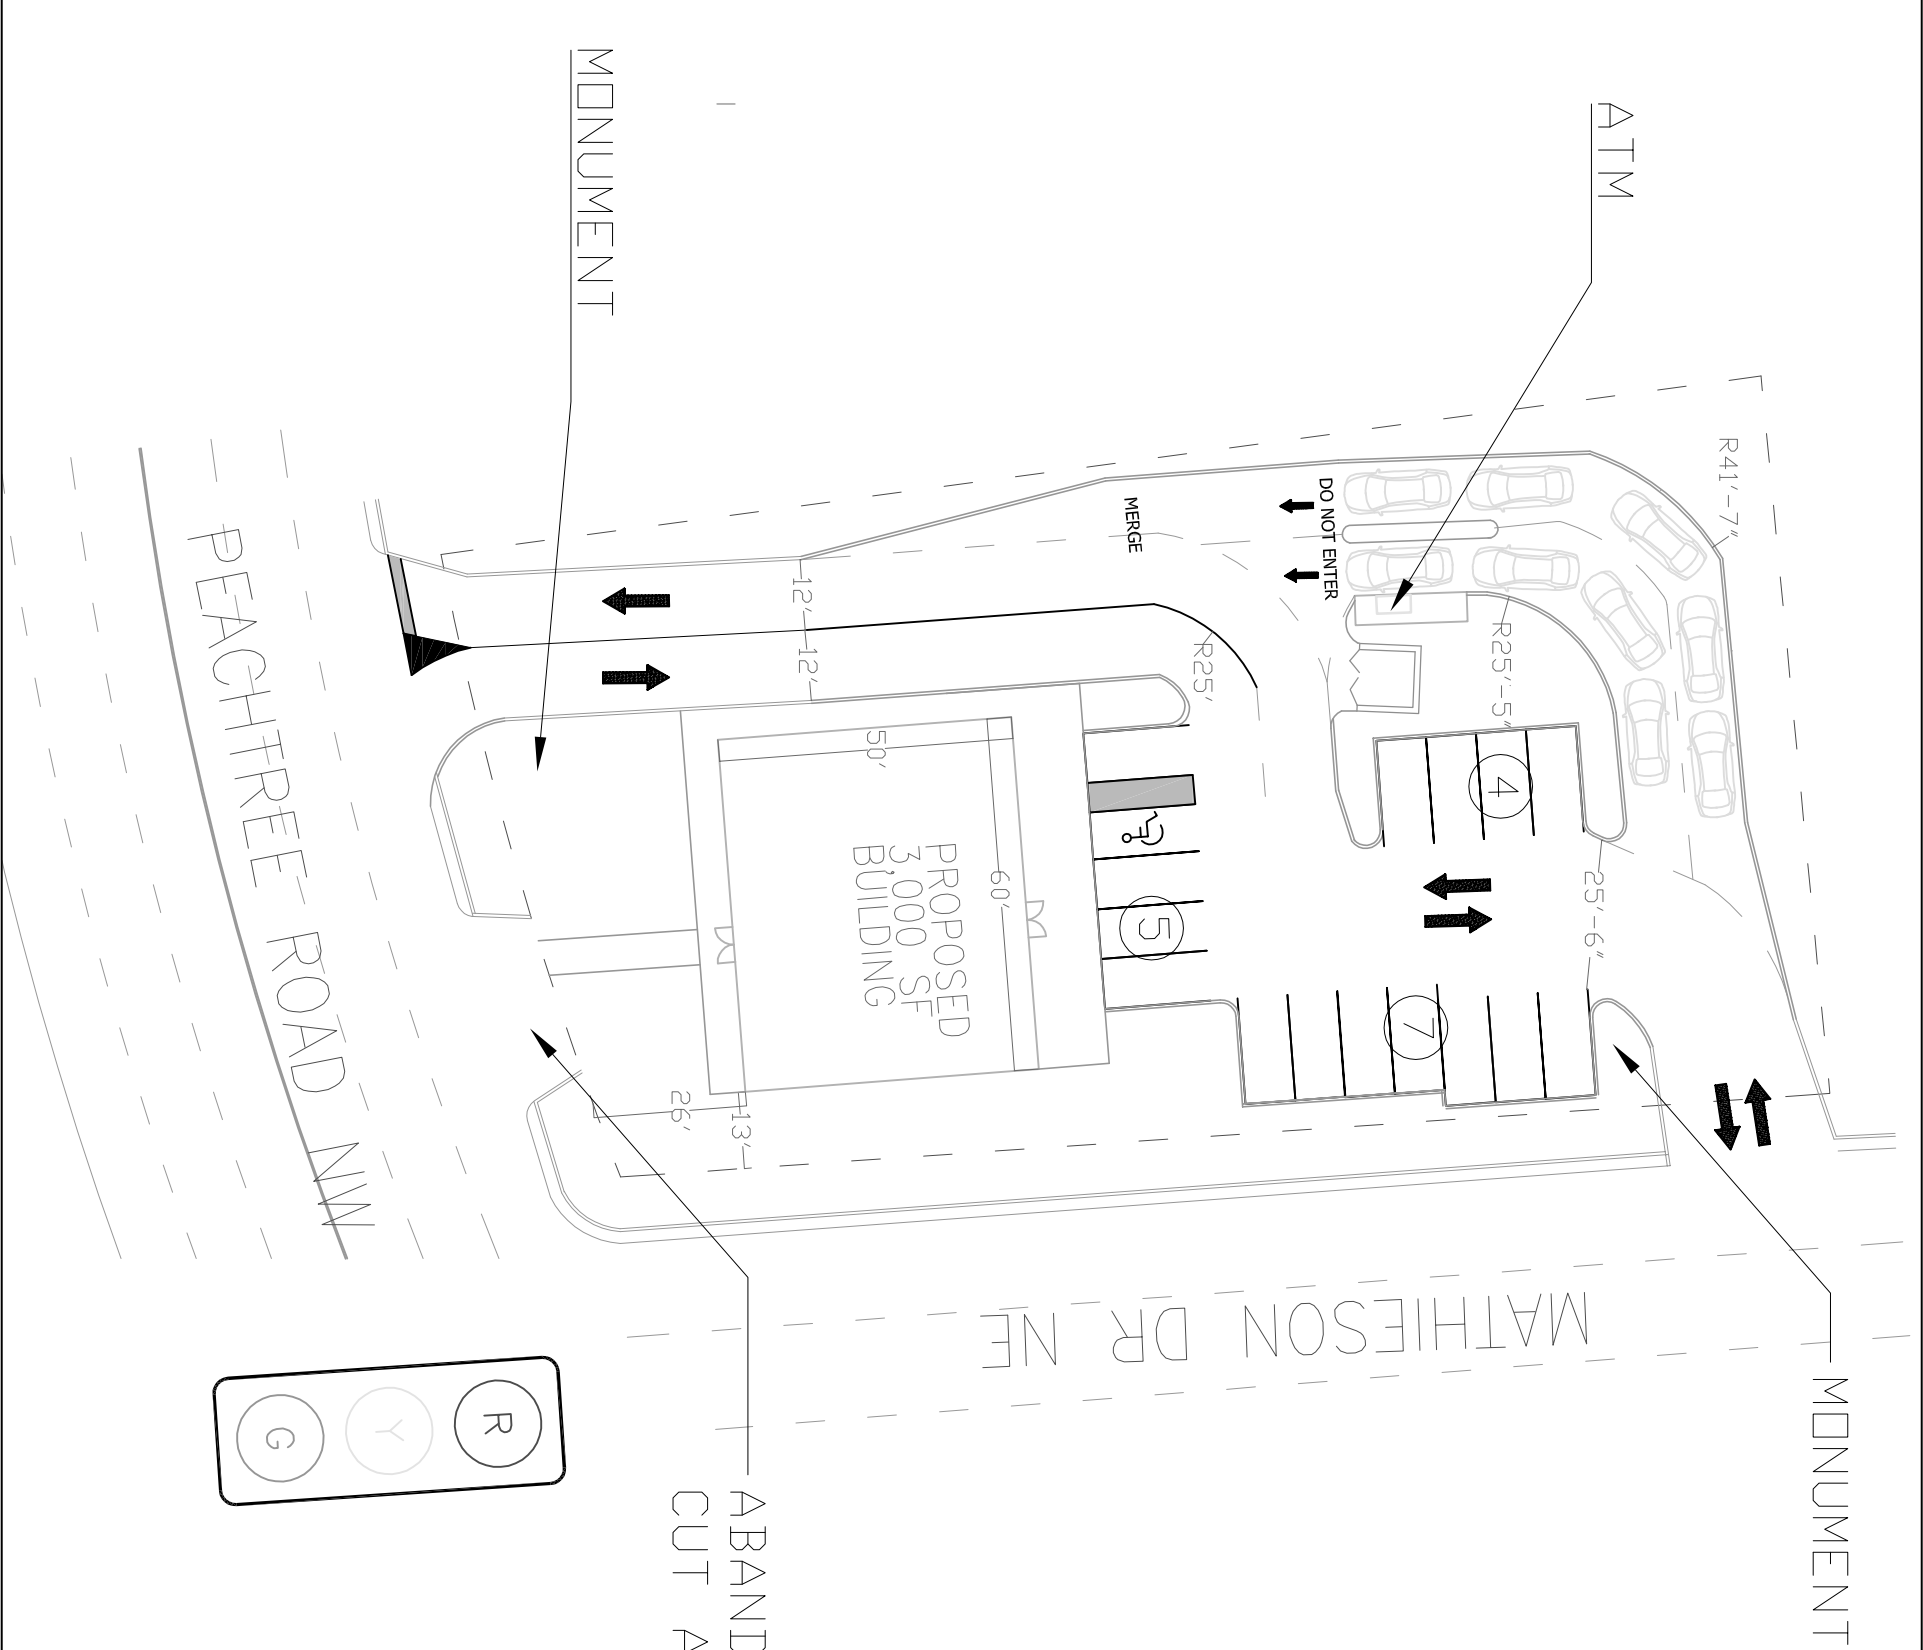 MONUMENT
ATM
R41'-7"
DO NOT ENTER
MERGE
12'
12'
R25'
R25'-5"
50'
60'
PROPOSED
3,000 SF
BUILDING
4
5
7
25'-6"
26'
13'
PEACHTREE ROAD NW
MATHIESON DR NE
R
Y
G
MONUMENT
ABAND
CUT A